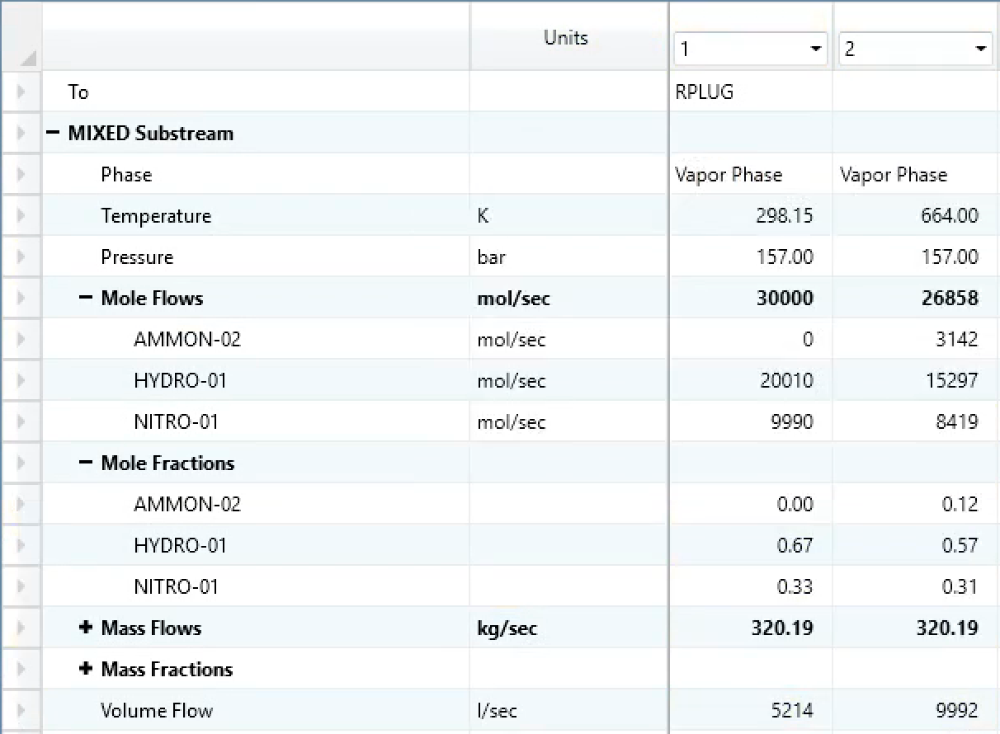 Units 1 2
To RPLUG
− MIXED Substream
Phase Vapor Phase Vapor Phase
Temperature K 298.15 664.00
Pressure bar 157.00 157.00
− Mole Flows mol/sec 30000 26858
AMMON-02 mol/sec 0 3142
HYDRO-01 mol/sec 20010 15297
NITRO-01 mol/sec 9990 8419
− Mole Fractions
AMMON-02 0.00 0.12
HYDRO-01 0.67 0.57
NITRO-01 0.33 0.31
+ Mass Flows kg/sec 320.19 320.19
+ Mass Fractions
Volume Flow l/sec 5214 9992